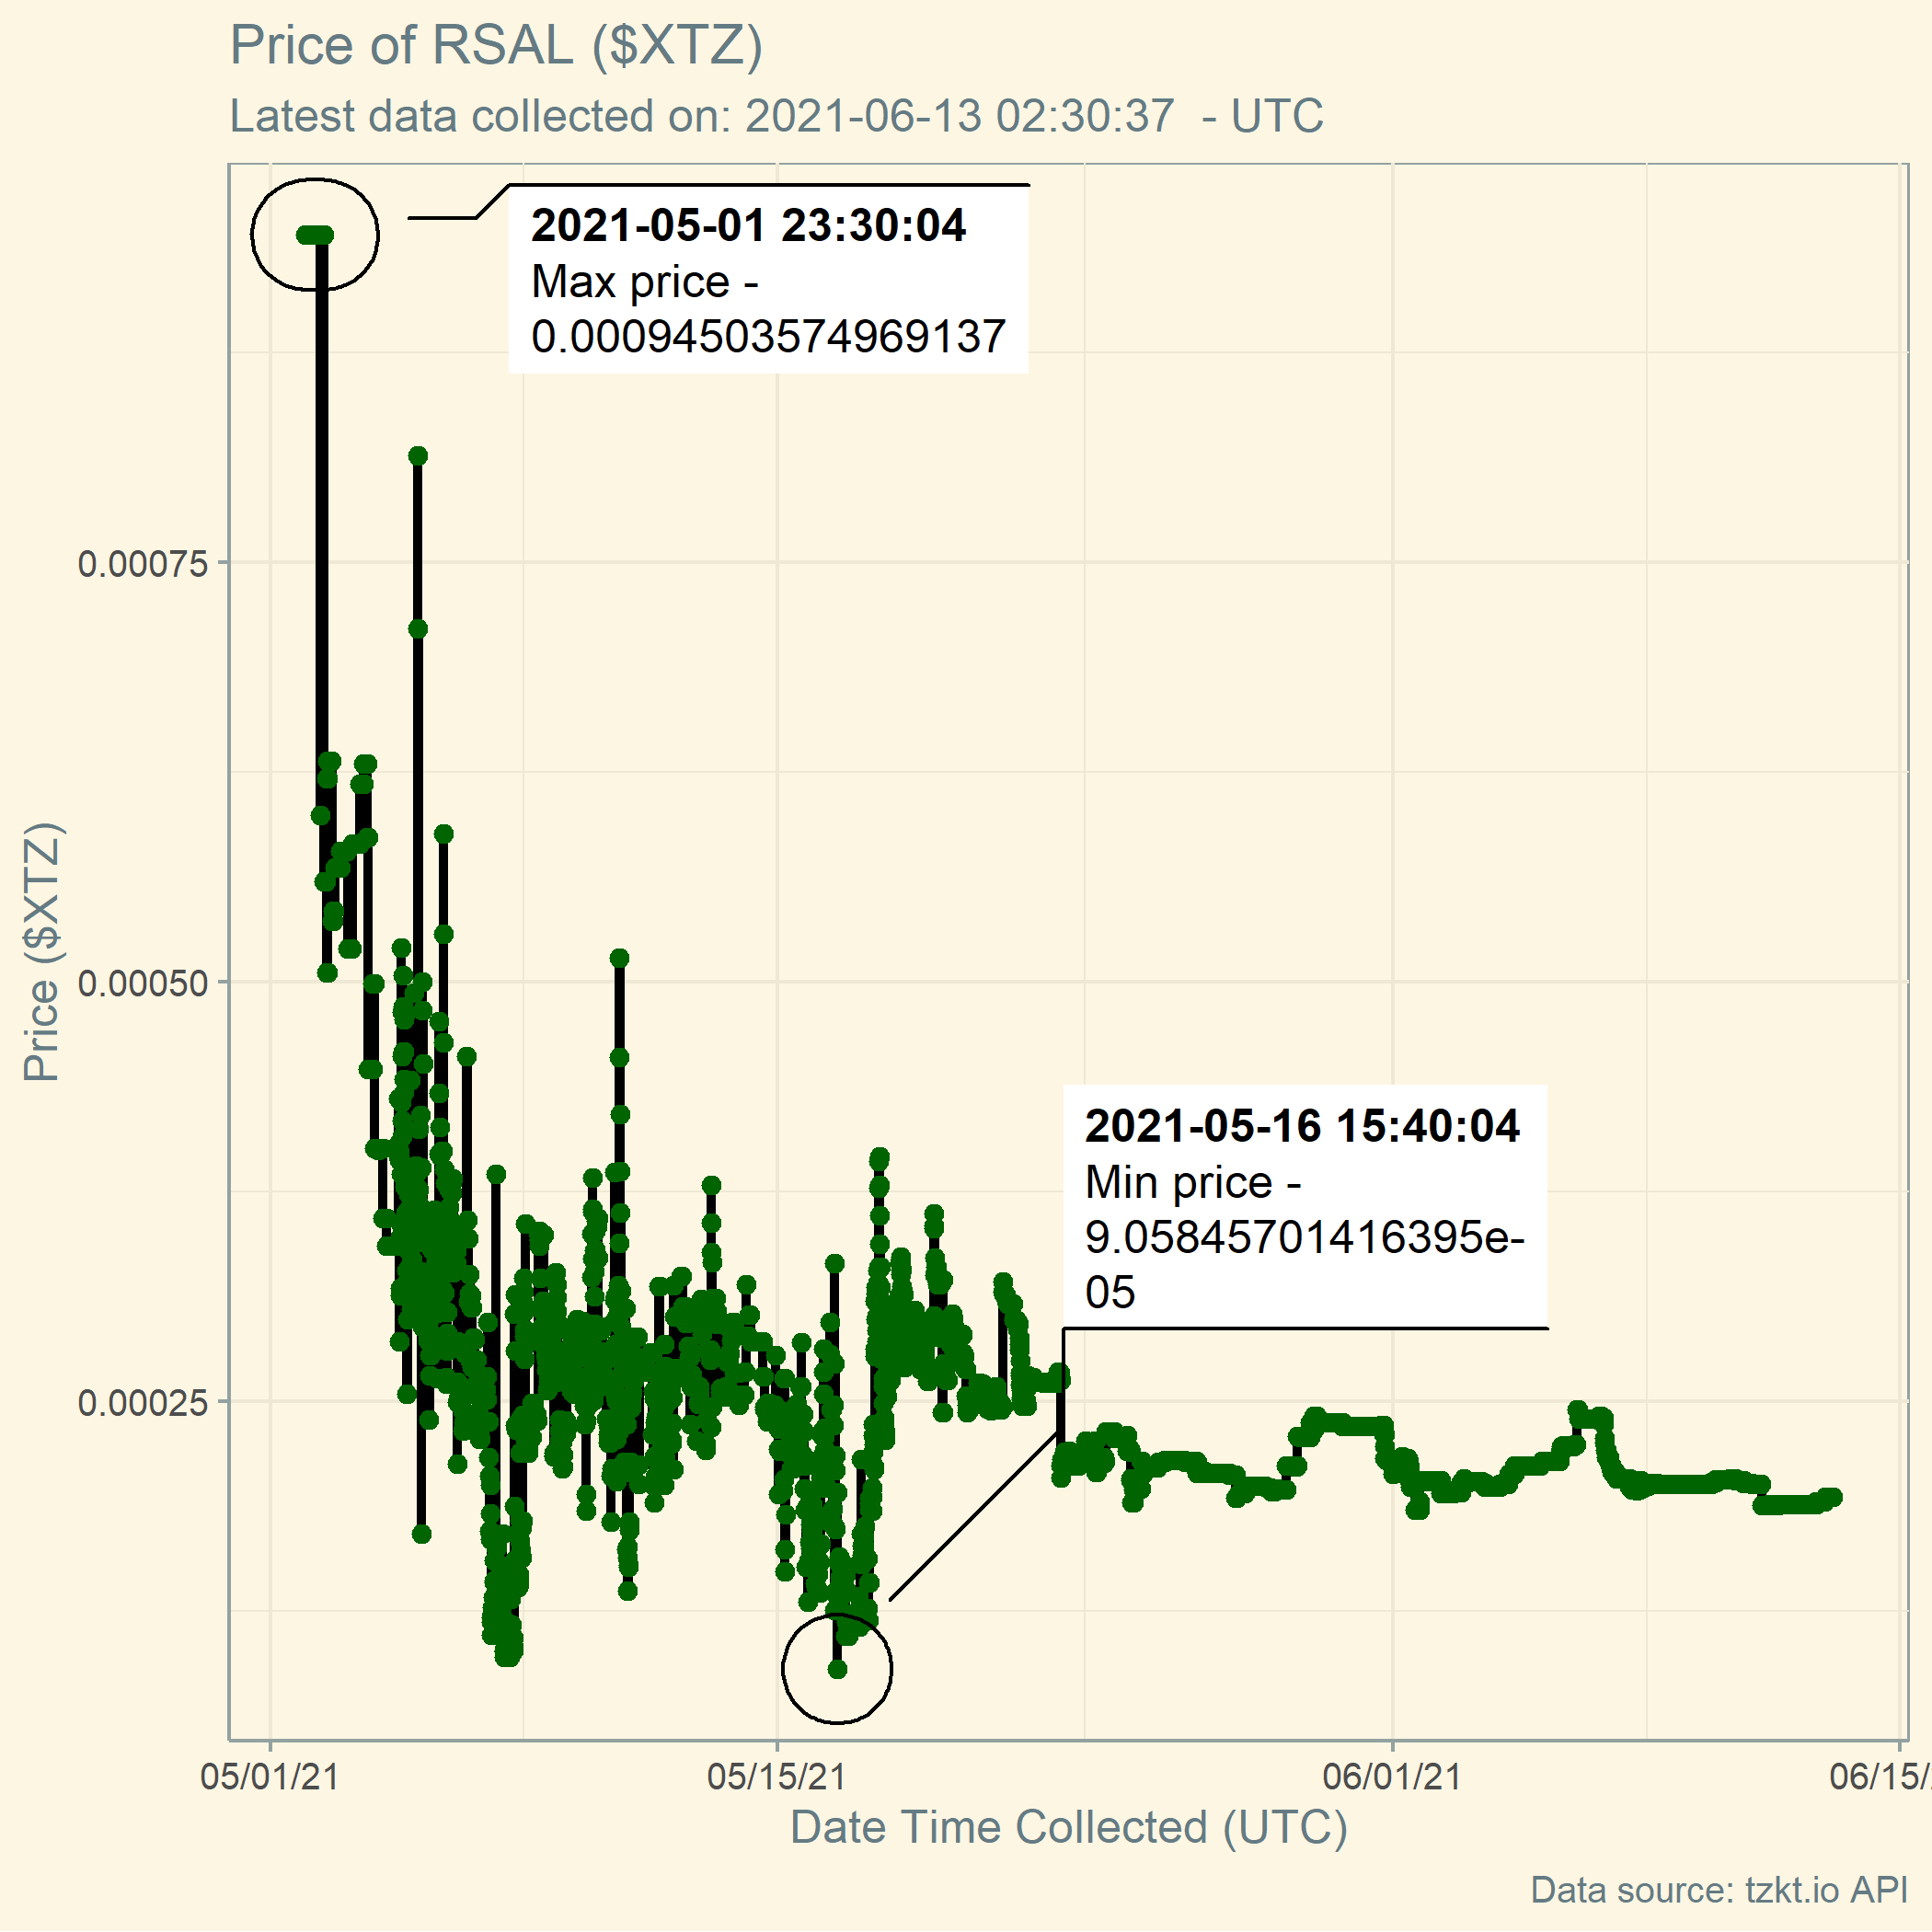 Price of RSAL ($XTZ)
Latest data collected on: 2021-06-13 02:30:37  - UTC
2021-05-01 23:30:04
Max price -
0.00094503574969137
0.00075
Price ($XTZ)
0.00050
2021-05-16 15:40:04
Min price -
9.05845701416395e-
05
0.00025
05/01/21
05/15/21
06/01/21
06/15/
Date Time Collected (UTC)
Data source: tzkt.io API